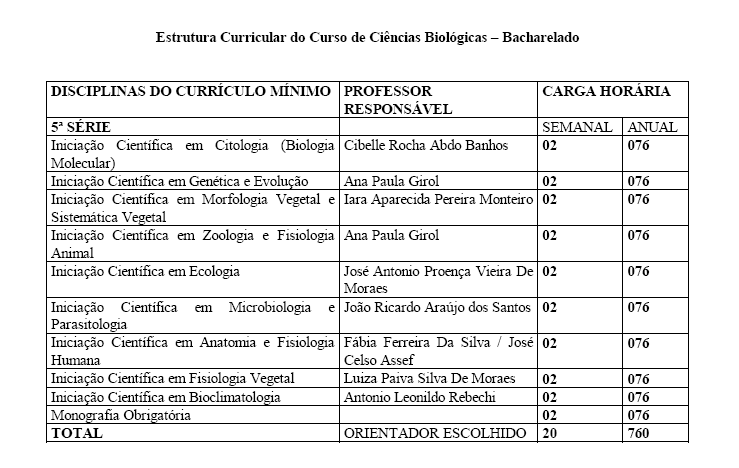 Estrutura Curricular do Curso de Ciências Biológicas – Bacharelado
DISCIPLINAS DO CURRÍCULO MÍNIMO PROFESSOR RESPONSÁVEL CARGA HORÁRIA
5ª SÉRIE SEMANAL ANUAL
Iniciação Científica em Citologia (Biologia Molecular) Cibelle Rocha Abdo Banhos 02 076
Iniciação Científica em Genética e Evolução Ana Paula Girol 02 076
Iniciação Científica em Morfologia Vegetal e Sistemática Vegetal Iara Aparecida Pereira Monteiro 02 076
Iniciação Científica em Zoologia e Fisiologia Animal Ana Paula Girol 02 076
Iniciação Científica em Ecologia José Antonio Proença Vieira De Moraes 02 076
Iniciação Científica em Microbiologia e Parasitologia João Ricardo Araújo dos Santos 02 076
Iniciação Científica em Anatomia e Fisiologia Humana Fábia Ferreira Da Silva / José Celso Assef 02 076
Iniciação Científica em Fisiologia Vegetal Luiza Paiva Silva De Moraes 02 076
Iniciação Científica em Bioclimatologia Antonio Leonildo Rebechi 02 076
Monografia Obrigatória 02 076
TOTAL ORIENTADOR ESCOLHIDO 20 760